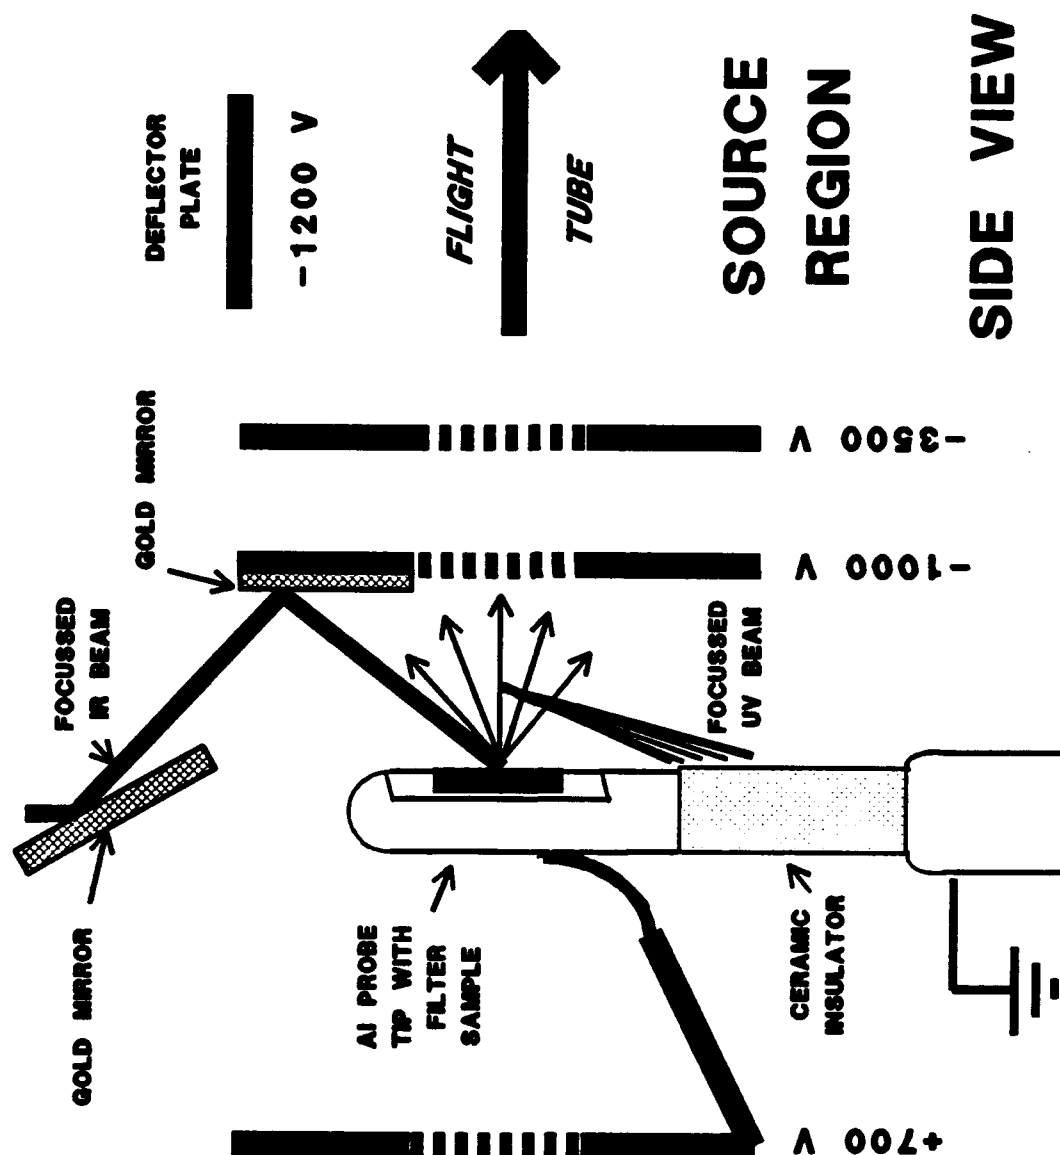 DEFLECTOR
PLATE
-1200 V
FLIGHT
TUBE
SOURCE
REGION
SIDE VIEW
GOLD MIRROR
-3500 V
-1000 V
FOCUSSED
IR BEAM
FOCUSSED
UV BEAM
GOLD MIRROR
Al PROBE
TIP WITH
FILTER
SAMPLE
CERAMIC
INSULATOR
+700 V